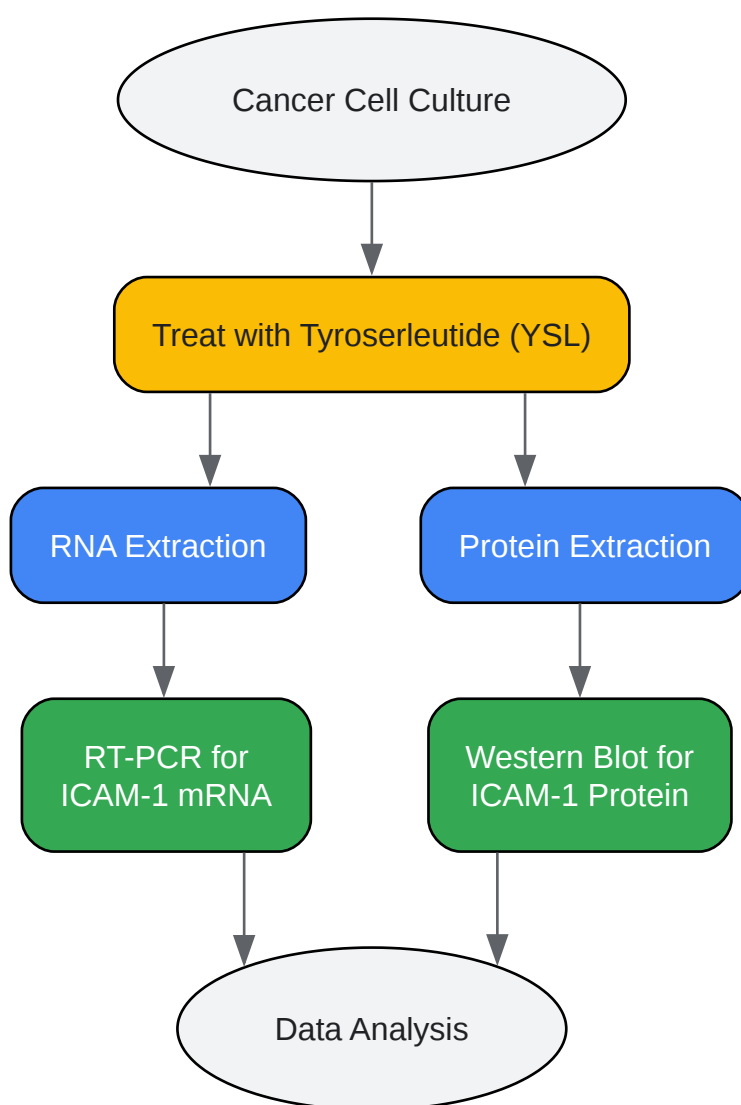 Cancer Cell Culture
Treat with Tyroserleutide (YSL)
RNA Extraction
Protein Extraction
RT-PCR for
ICAM-1 mRNA
Western Blot for
ICAM-1 Protein
Data Analysis